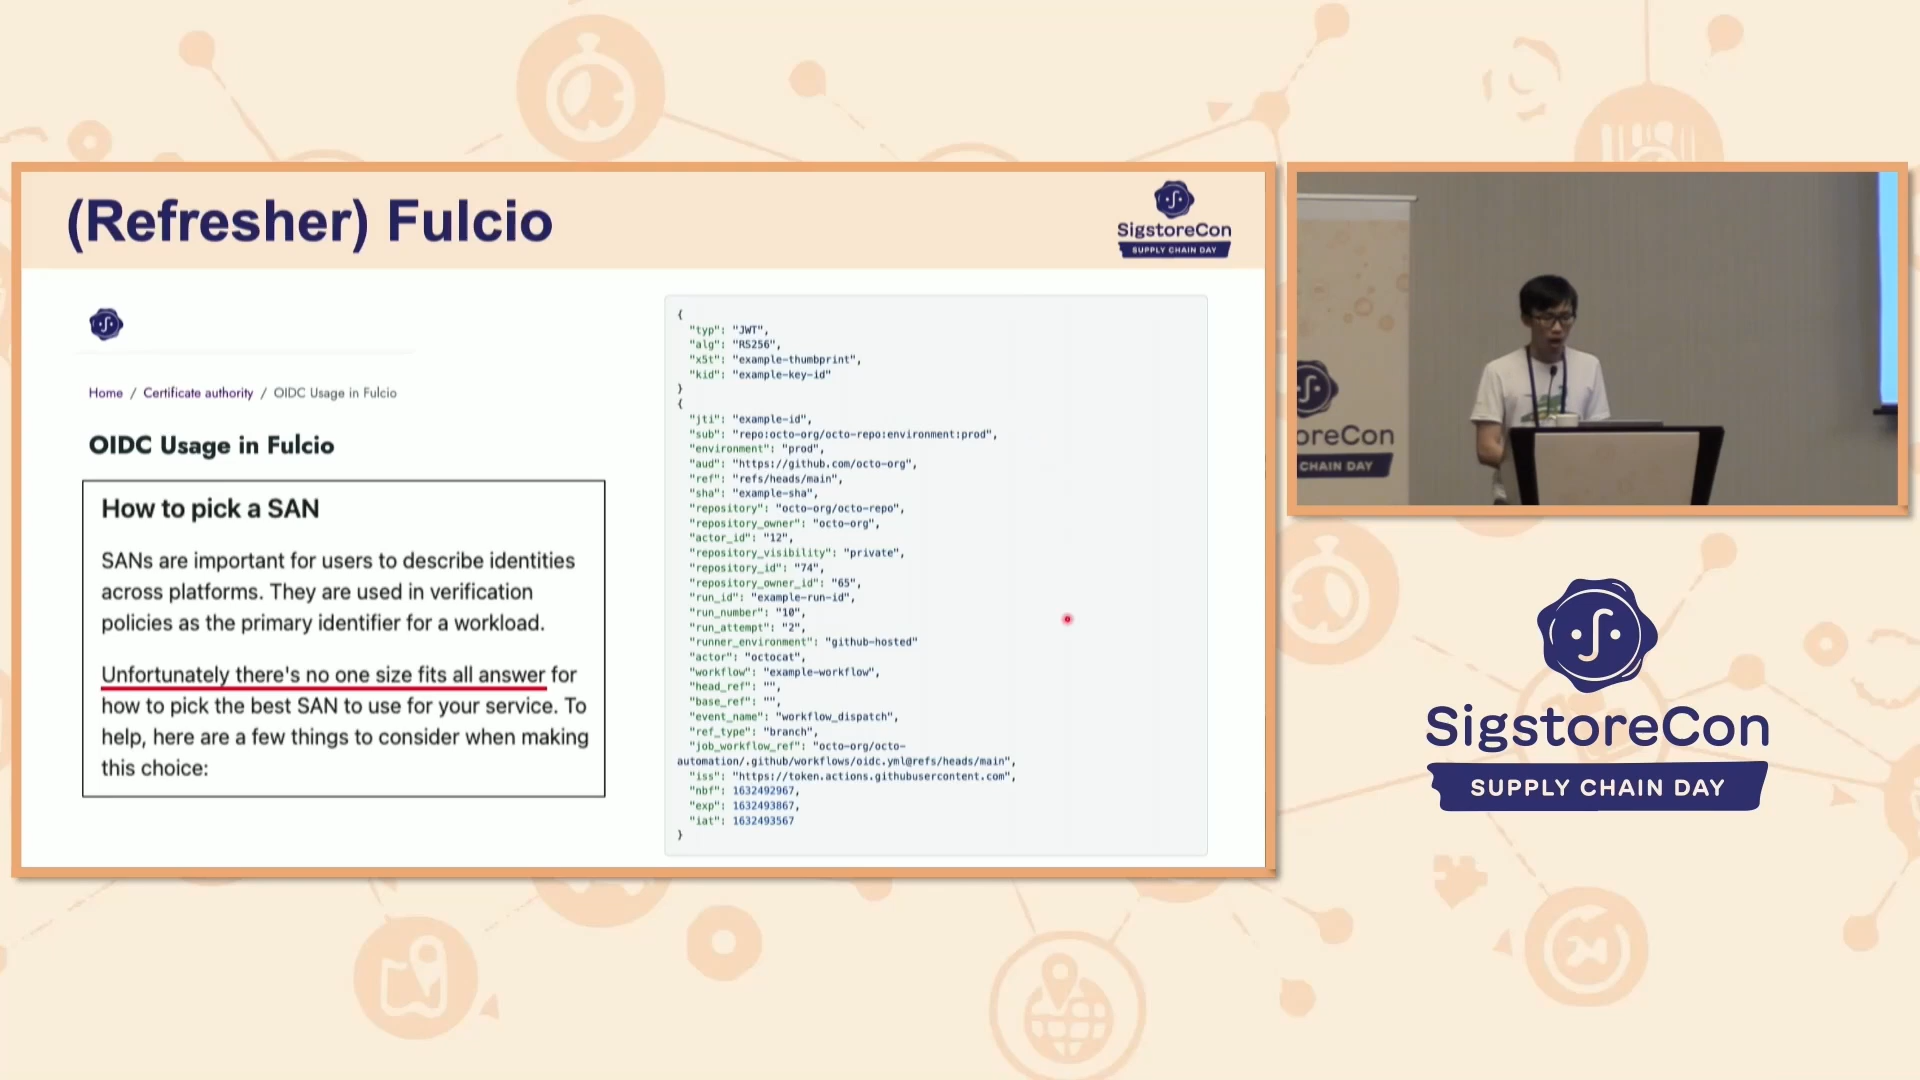 (Refresher) Fulcio
SigstoreCon
SUPPLY CHAIN DAY
Home / Certificate authority / OIDC Usage in Fulcio
OIDC Usage in Fulcio
How to pick a SAN
SANs are important for users to describe identities
across platforms. They are used in verification
policies as the primary identifier for a workload.
Unfortunately there's no one size fits all answer for
how to pick the best SAN to use for your service. To
help, here are a few things to consider when making
this choice:
{
"typ": "JWT",
"alg": "RS256",
"x5t": "example-thumbprint",
"kid": "example-key-id"
}
{
"jti": "example-id",
"sub": "repo:octo-org/octo-repo:environment:prod",
"environment": "prod",
"aud": "https://github.com/octo-org",
"ref": "refs/heads/main",
"sha": "example-sha",
"repository": "octo-org/octo-repo",
"repository_owner": "octo-org",
"actor_id": "12",
"repository_visibility": "private",
"repository_id": "74",
"repository_owner_id": "65",
"run_id": "example-run-id",
"run_number": "10",
"run_attempt": "2",
"runner_environment": "github-hosted"
"actor": "octocat",
"workflow": "example-workflow",
"head_ref": "",
"base_ref": "",
"event_name": "workflow_dispatch",
"ref_type": "branch",
"job_workflow_ref": "octo-org/octo-
automation/.github/workflows/oidc.yml@refs/heads/main",
"iss": "https://token.actions.githubusercontent.com",
"nbf": 1632492967,
"exp": 1632493867,
"iat": 1632493567
}
oreCon
CHAIN DAY
SigstoreCon
SUPPLY CHAIN DAY